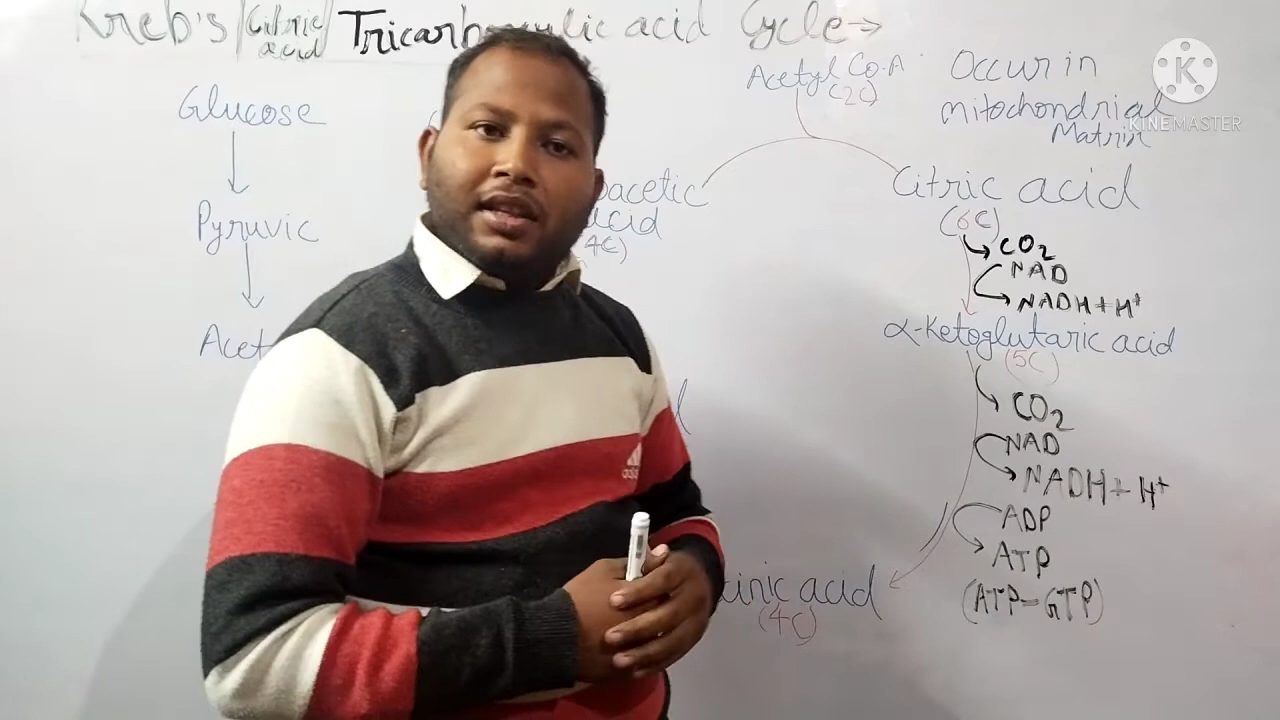 Kreb's/Citric acid/Tricarboxylic acid Cycle→
Acetyl Co-A
(2C)
Occur in
mitochondrial
Matrix
KINEMASTER
Glucose
Pyruvic
Acet
oacetic
acid
(4C)
Citric acid
(6C)
CO2
NAD
NADH+H+
α-Ketoglutaric acid
(5C)
CO2
NAD
NADH+H+
ADP
ATP
(ATP-GTP)
cinic acid
(4C)
adidas